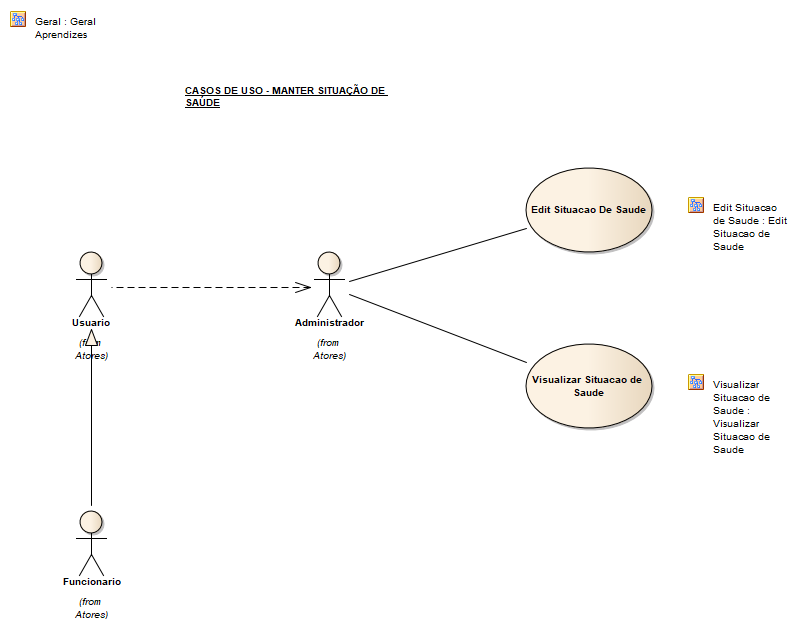 Geral : Geral
Aprendizes
CASOS DE USO - MANTER SITUAÇÃO DE
SAÚDE
Edit Situacao De Saude
Edit Situacao
de Saude : Edit
Situacao de
Saude
Usuario
(from
Atores)
Administrador
(from
Atores)
Visualizar Situacao de
Saude
Visualizar
Situacao de
Saude :
Visualizar
Situacao de
Saude
Funcionario
(from
Atores)